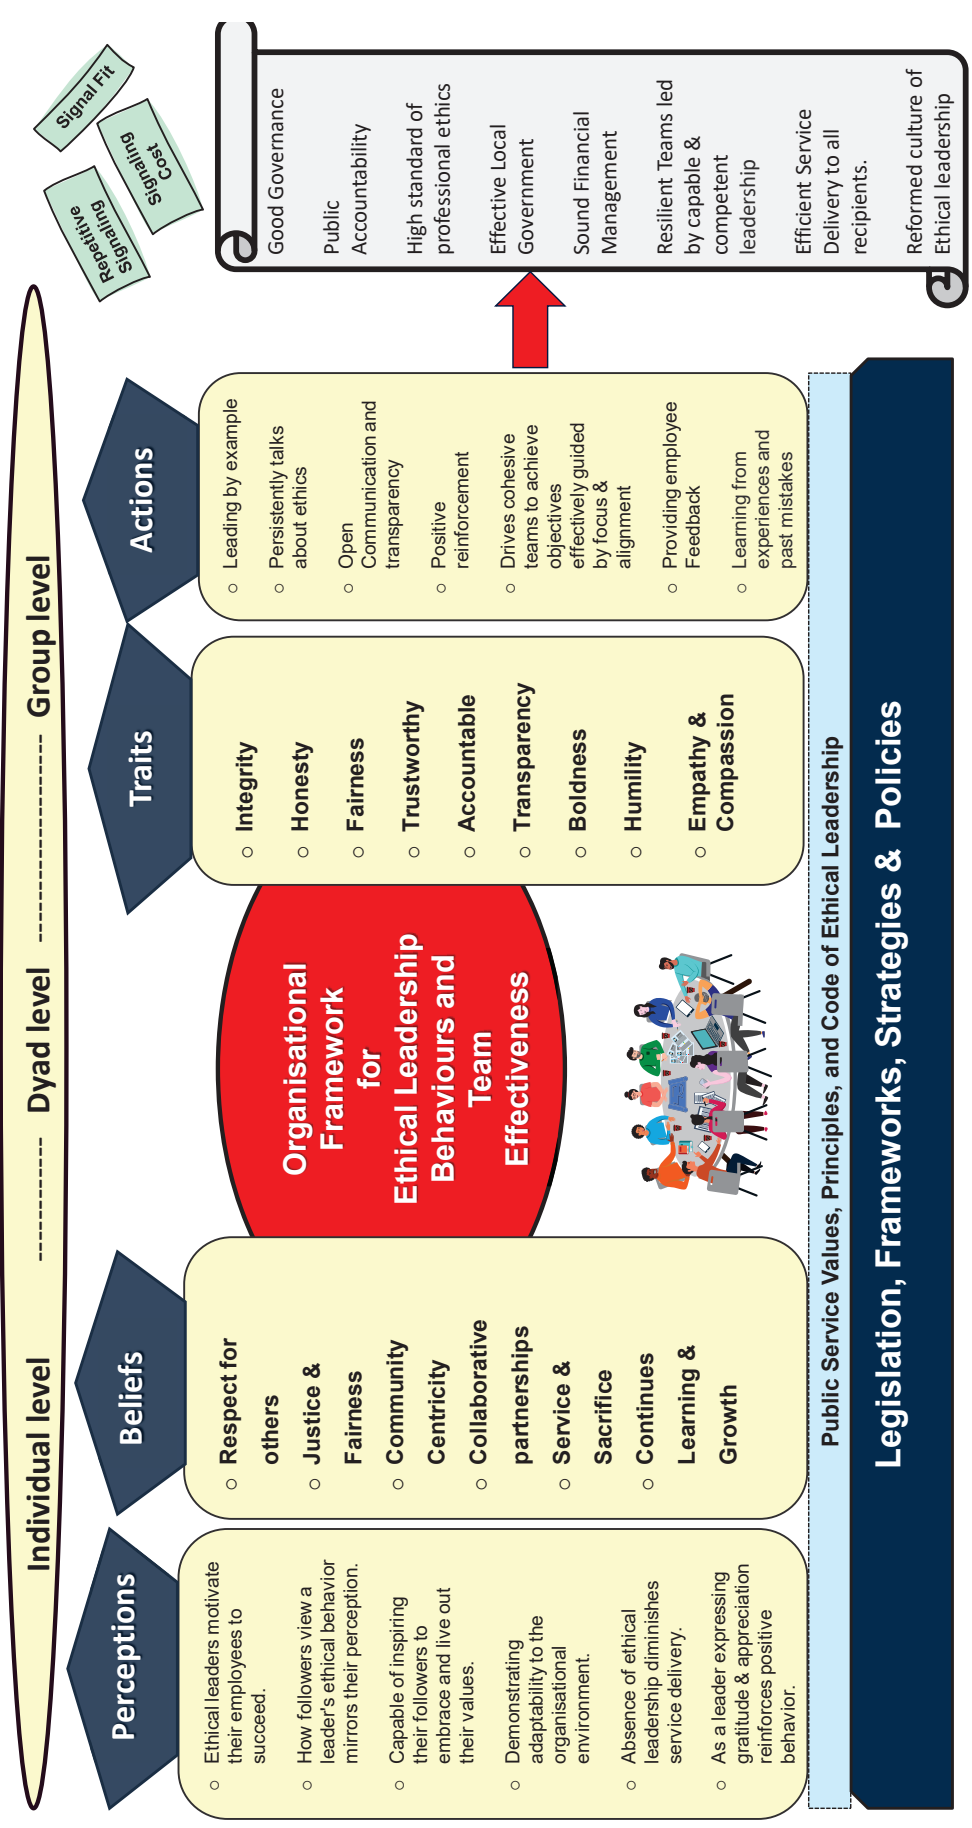 Individual level ------------ Dyad level -------------------- Group level
Repetitive
Signaling
Signaling
Cost
Signal Fit
Perceptions
○ Ethical leaders motivate
their employees to
succeed.
○ How followers view a
leader's ethical behavior
mirrors their perception.
○ Capable of inspiring
their followers to
embrace and live out
their values.
○ Demonstrating
adaptability to the
organisational
environment.
○ Absence of ethical
leadership diminishes
service delivery.
○ As a leader expressing
gratitude & appreciation
reinforces positive
behavior.
Beliefs
○ Respect for
others
○ Justice &
Fairness
○ Community
Centricity
○ Collaborative
partnerships
○ Service &
Sacrifice
○ Continues
Learning &
Growth
Organisational
Framework
for
Ethical Leadership
Behaviours and
Team
Effectiveness
Traits
○ Integrity
○ Honesty
○ Fairness
○ Trustworthy
○ Accountable
○ Transparency
○ Boldness
○ Humility
○ Empathy &
Compassion
Actions
○ Leading by example
○ Persistently talks
about ethics
○ Open
Communication and
transparency
○ Positive
reinforcement
○ Drives cohesive
teams to achieve
objectives
effectively guided
by focus &
alignment
○ Providing employee
Feedback
○ Learning from
experiences and
past mistakes
Good Governance
Public
Accountability
High standard of
professional ethics
Effective Local
Government
Sound Financial
Management
Resilient Teams led
by capable &
competent
leadership
Efficient Service
Delivery to all
recipients.
Reformed culture of
Ethical leadership
Public Service Values, Principles, and Code of Ethical Leadership
Legislation, Frameworks, Strategies & Policies